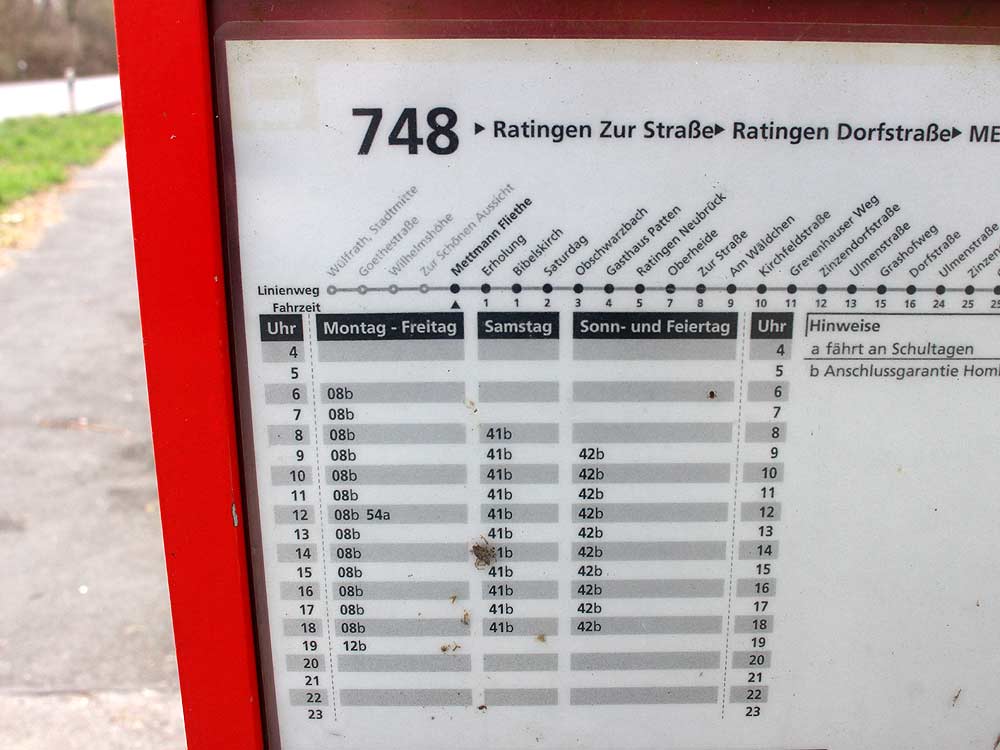 748 ▸ Ratingen Zur Straße▸ Ratingen Dorfstraße▸ ME
Wülfrath, Stadtmitte
Goethestraße
Wilhelmshöhe
Zur Schönen Aussicht
Mettmann Fliethe
Erholung
Bibelskirch
Saturdag
Obschwarzbach
Gasthaus Patten
Ratingen Neubrück
Oberheide
Zur Straße
Am Wäldchen
Kirchfeldstraße
Grevenhauser Weg
Zinzendorfstraße
Ulmenstraße
Grashofweg
Dorfstraße
Ulmenstraße
Zinzen
Linienweg
Fahrzeit 1 1 2 3 4 5 7 8 9 10 11 12 13 15 16 24 25
Uhr Montag - Freitag Samstag Sonn- und Feiertag Uhr Hinweise
4 4 a fährt an Schultagen
5 5 b Anschlussgarantie
6 08b 6
7 08b 7
8 08b 41b 8
9 08b 41b 42b 9
10 08b 41b 42b 10
11 08b 41b 42b 11
12 08b 54a 41b 42b 12
13 08b 41b 42b 13
14 08b 1b 42b 14
15 08b 41b 42b 15
16 08b 41b 42b 16
17 08b 41b 42b 17
18 08b 41b 42b 18
19 12b 19
20 20
21 21
22 22
23 23